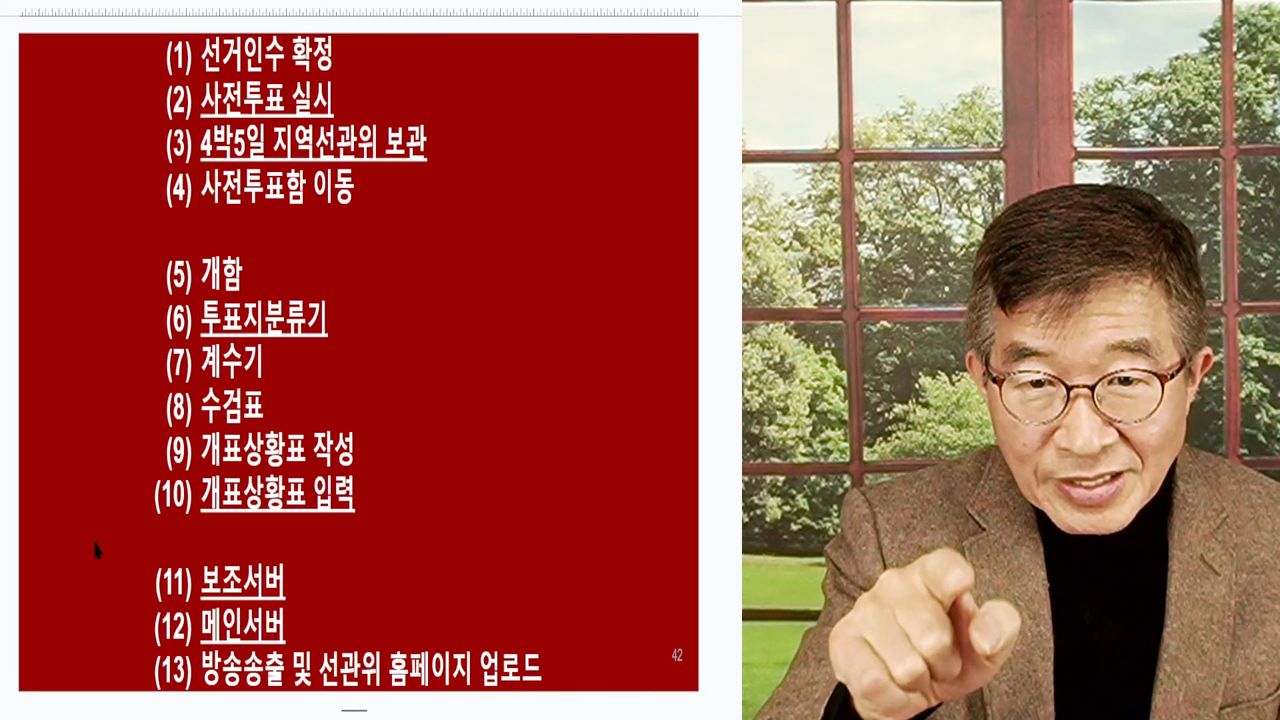 (1) 선거인수 확정
(2) 사전투표 실시
(3) 4박5일 지역선관위 보관
(4) 사전투표함 이동
(5) 개함
(6) 투표지분류기
(7) 계수기
(8) 수검표
(9) 개표상황표 작성
(10) 개표상황표 입력
(11) 보조서버
(12) 메인서버
(13) 방송송출 및 선관위 홈페이지 업로드
42